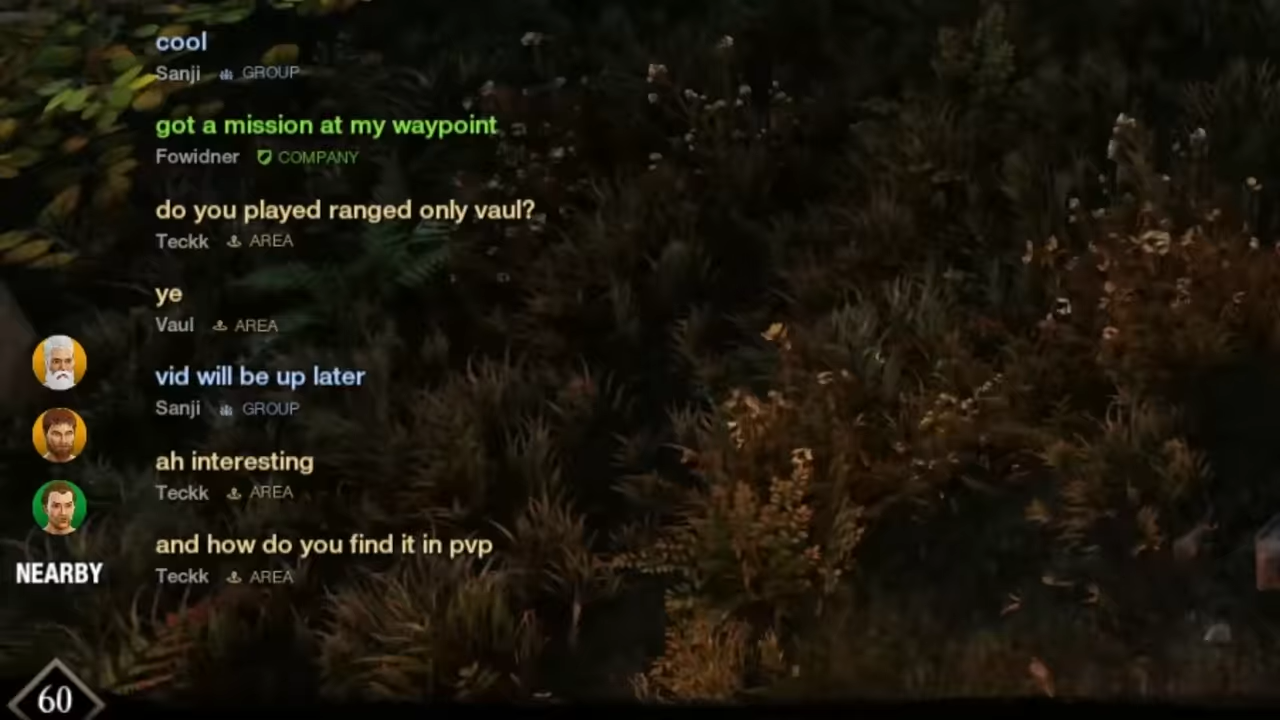 cool
Sanji GROUP
got a mission at my waypoint
Fowidner COMPANY
do you played ranged only vaul?
Teckk AREA
ye
Vaul AREA
vid will be up later
Sanji GROUP
ah interesting
Teckk AREA
and how do you find it in pvp
Teckk AREA
NEARBY
60